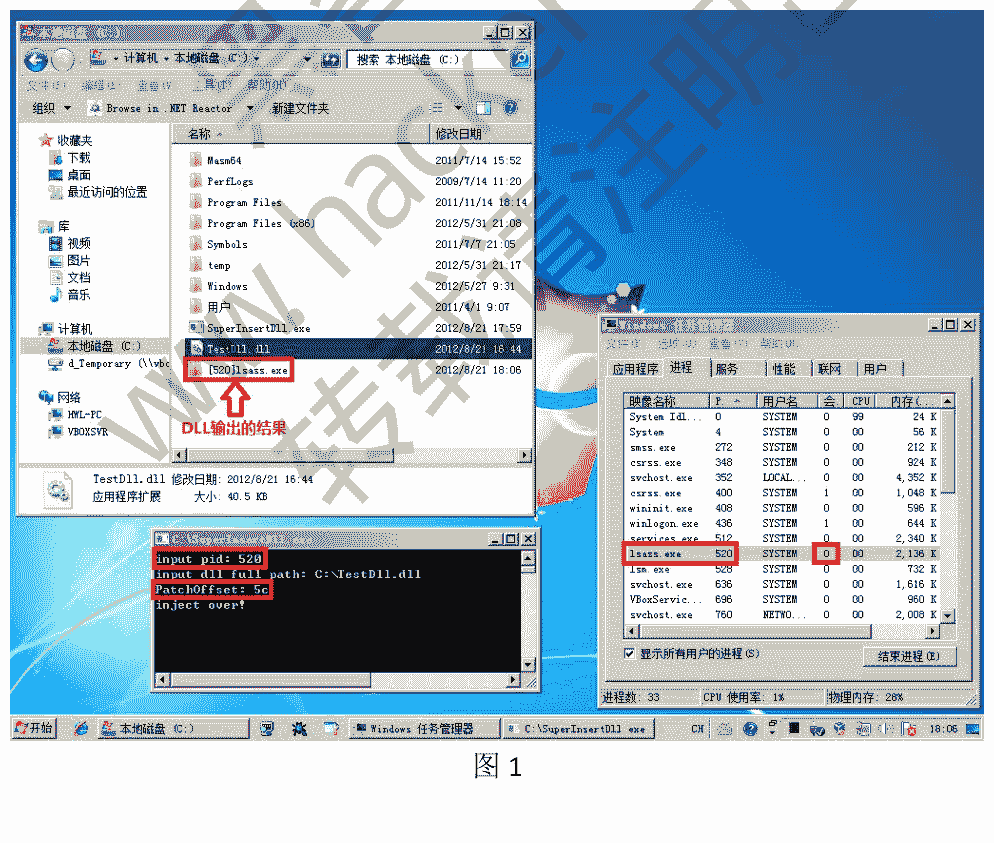 计算机 本地磁盘 (C:)
搜索 本地磁盘 (C:)
组织 Browse in .NET Reactor 新建文件夹
名称 修改日期
收藏夹
下载
桌面
最近访问的位置
库
视频
图片
文档
音乐
计算机
本地磁盘 (C:)
d_Temporary (\\vbo
网络
HWL-PC
VBOXSVR
Masm64 2011/7/14 15:52
PerfLogs 2009/7/14 11:20
Program Files 2011/11/14 18:14
Program Files (x86) 2012/5/31 21:08
Symbols 2011/7/7 21:05
temp 2012/5/31 21:17
Windows 2012/5/27 9:31
用户 2011/4/1 9:07
SuperInsertDll.exe 2012/8/21 17:59
TestDll.dll 2012/8/21 16:44
[520]lsass.exe 2012/8/21 18:06
DLL输出的结果
TestDll.dll 修改日期: 2012/8/21 16:44
应用程序扩展 大小: 40.5 KB
input pid: 520
input dll full path: C:\TestDll.dll
PatchOffset: 5c
inject over!
应用程序 进程 服务 性能 联网 用户
映像名称 P. 用户名 会. CPU 内存(...
System Idl... 0 SYSTEM 0 99 24 K
System 4 SYSTEM 0 00 56 K
smss.exe 272 SYSTEM 0 00 212 K
csrss.exe 348 SYSTEM 0 00 924 K
svchost.exe 352 LOCAL... 0 00 4,352 K
csrss.exe 400 SYSTEM 1 00 1,048 K
wininit.exe 408 SYSTEM 0 00 596 K
winlogon.exe 436 SYSTEM 1 00 644 K
services.exe 512 SYSTEM 0 00 2,340 K
lsass.exe 520 SYSTEM 0 00 2,136 K
lsm.exe 528 SYSTEM 0 00 732 K
svchost.exe 636 SYSTEM 0 00 1,616 K
VBoxServic... 696 SYSTEM 0 00 960 K
svchost.exe 760 NETWO... 0 00 2,008 K
显示所有用户的进程(S)
结束进程(E)
进程数: 33 CPU 使用率: 1% 物理内存: 26%
开始 本地磁盘 (C:) Windows 任务管理器 C:\SuperInsertDll.exe CH 18:06
图 1